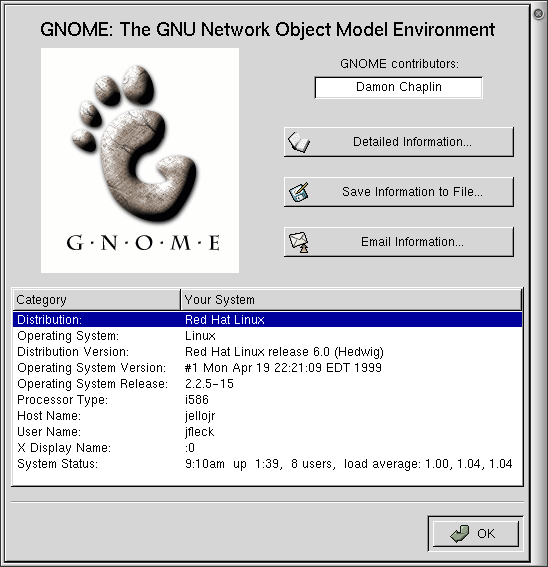 GNOME: The GNU Network Object Model Environment
G·N·O·M·E
GNOME contributors:
Damon Chaplin
Detailed Information...
Save Information to File...
Email Information...
Category Your System
Distribution: Red Hat Linux
Operating System: Linux
Distribution Version: Red Hat Linux release 6.0 (Hedwig)
Operating System Version: #1 Mon Apr 19 22:21:09 EDT 1999
Operating System Release: 2.2.5-15
Processor Type: i586
Host Name: jellojr
User Name: jfleck
X Display Name: :0
System Status: 9:10am up 1:39, 8 users, load average: 1.00, 1.04, 1.04
OK